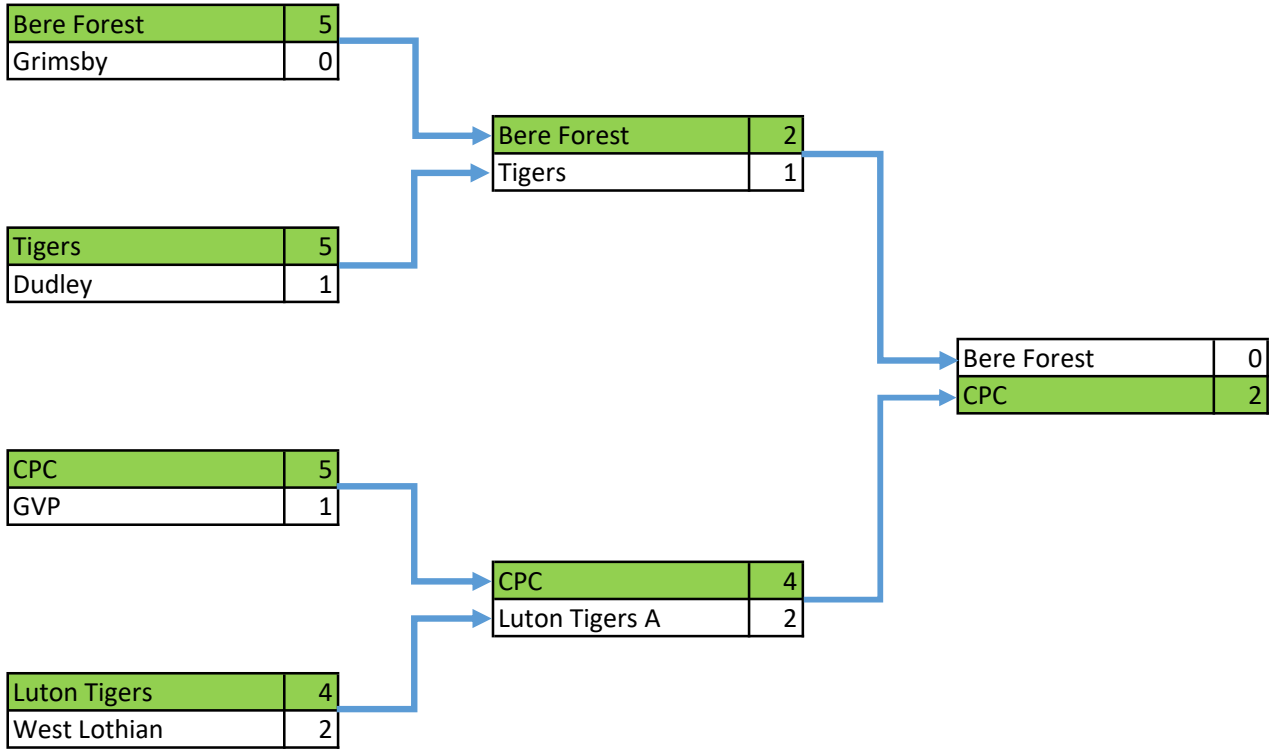 Bere Forest 5
Grimsby 0
Bere Forest 2
Tigers 1
Tigers 5
Dudley 1
Bere Forest 0
CPC 2
CPC 5
GVP 1
CPC 4
Luton Tigers A 2
Luton Tigers 4
West Lothian 2